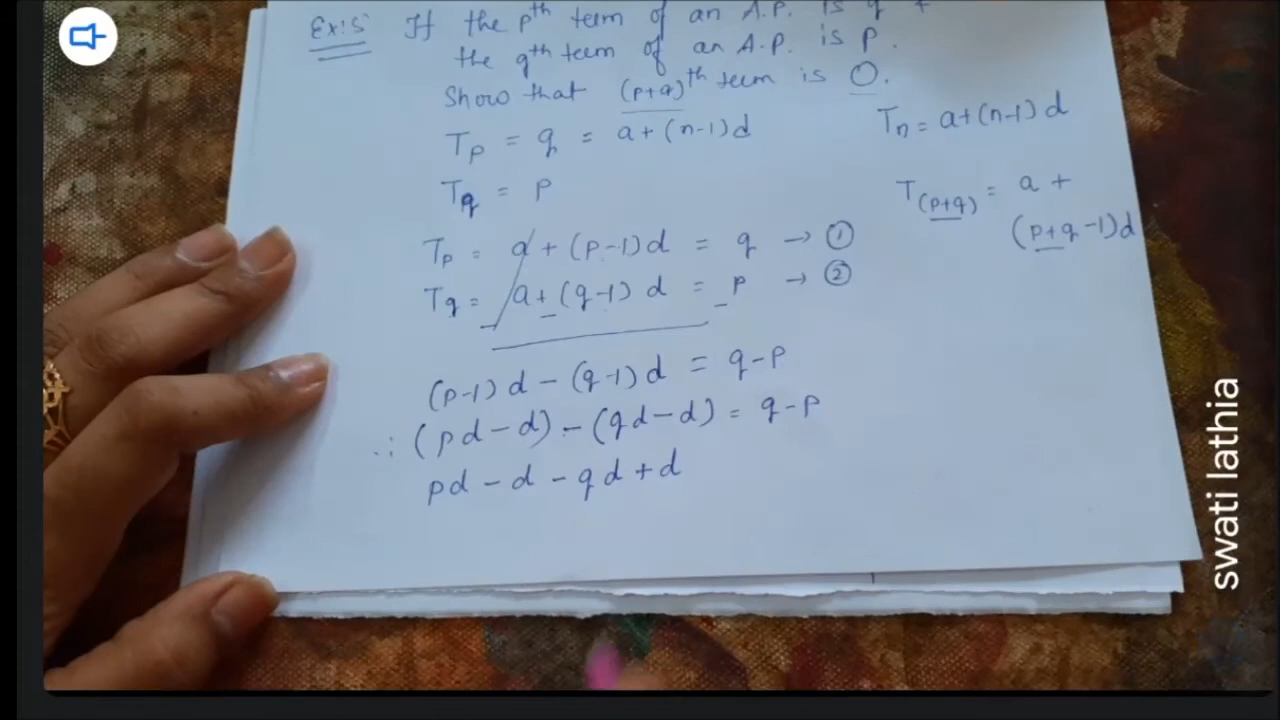 Ex:5 If the pth term of an A.P. is q &
the qth term of an A.P. is p.
Show that (p+q)th term is 0.
Tp = q = a+(n-1)d
Tn = a+(n-1)d
Tq = p
T(p+q) = a +
(p+q-1)d
Tp = a + (p-1)d = q → ①
Tq = a+(q-1)d = p → ②
(p-1)d - (q-1)d = q-p
∴ (pd-d) - (qd-d) = q-p
pd - d - qd + d
swati lathia